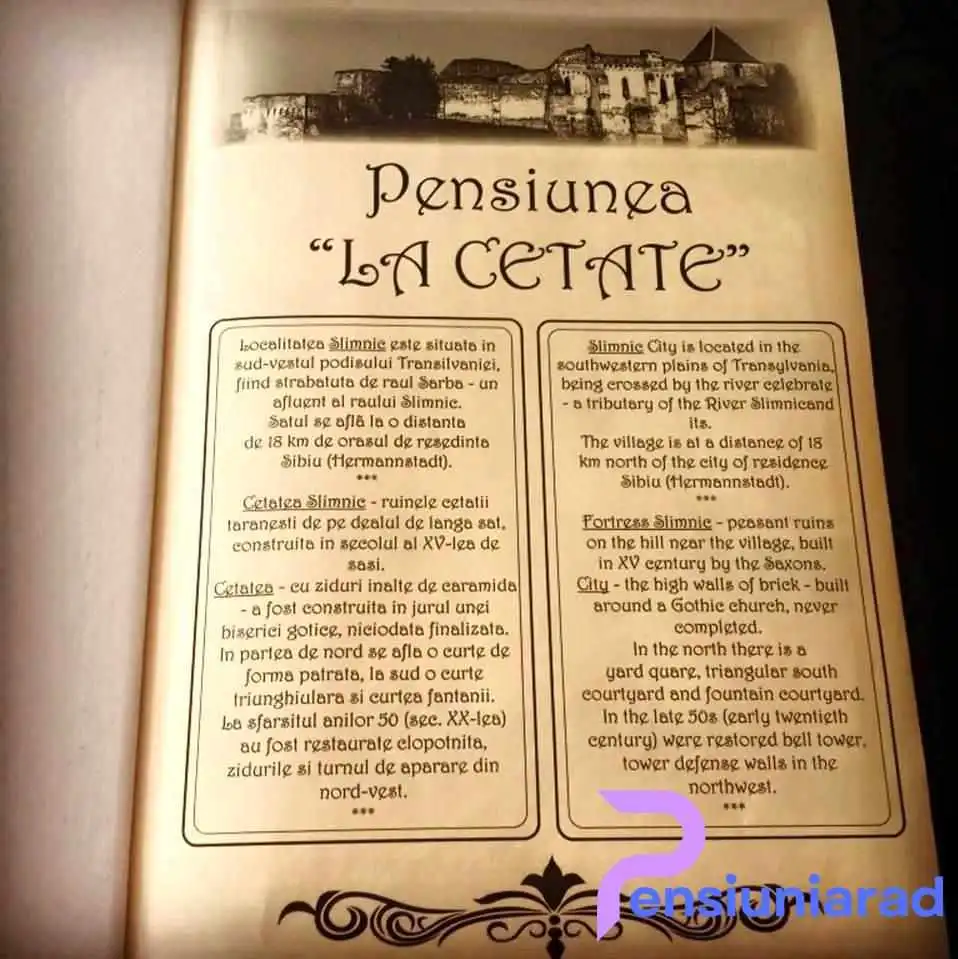 Pensiunea
“LA CETATE”
Localitatea Slimnic este situata in
sud-vestul podisului Transilvaniei,
fiind strabatuta de raul Sarba - un
afluent al raului Slimnic.
Satul se află la o distanta
de 18 km de orasul de resedinta
Sibiu (Hermannstadt).
***
Cetatea Slimnic - ruinele cetatii
taranesti de pe dealul de langa sat,
construita in secolul al XV-lea de
sasi.
Cetatea - cu ziduri inalte de caramida
- a fost construita in jurul unei
biserici gotice, niciodata finalizata.
In partea de nord se afla o curte de
forma patrata, la sud o curte
triunghiulara si curtea fantanii.
La sfarsitul anilor 50 (sec. XX-lea)
au fost restaurate clopotnita,
zidurile si turnul de aparare din
nord-vest.
***
Slimnic City is located in the
southwestern plains of Transylvania,
being crossed by the river celebrate
- a tributary of the River Slimnicand
its.
The village is at a distance of 18
km north of the city of residence
Sibiu (Hermannstadt).
***
Fortress Slimnic - peasant ruins
on the hill near the village, built
in XV century by the Saxons.
City - the high walls of brick - built
around a Gothic church, never
completed.
In the north there is a
yard quare, triangular south
courtyard and fountain courtyard.
In the late 50s (early twentieth
century) were restored bell tower,
tower defense walls in the
northwest.
***
Pensiuniarad